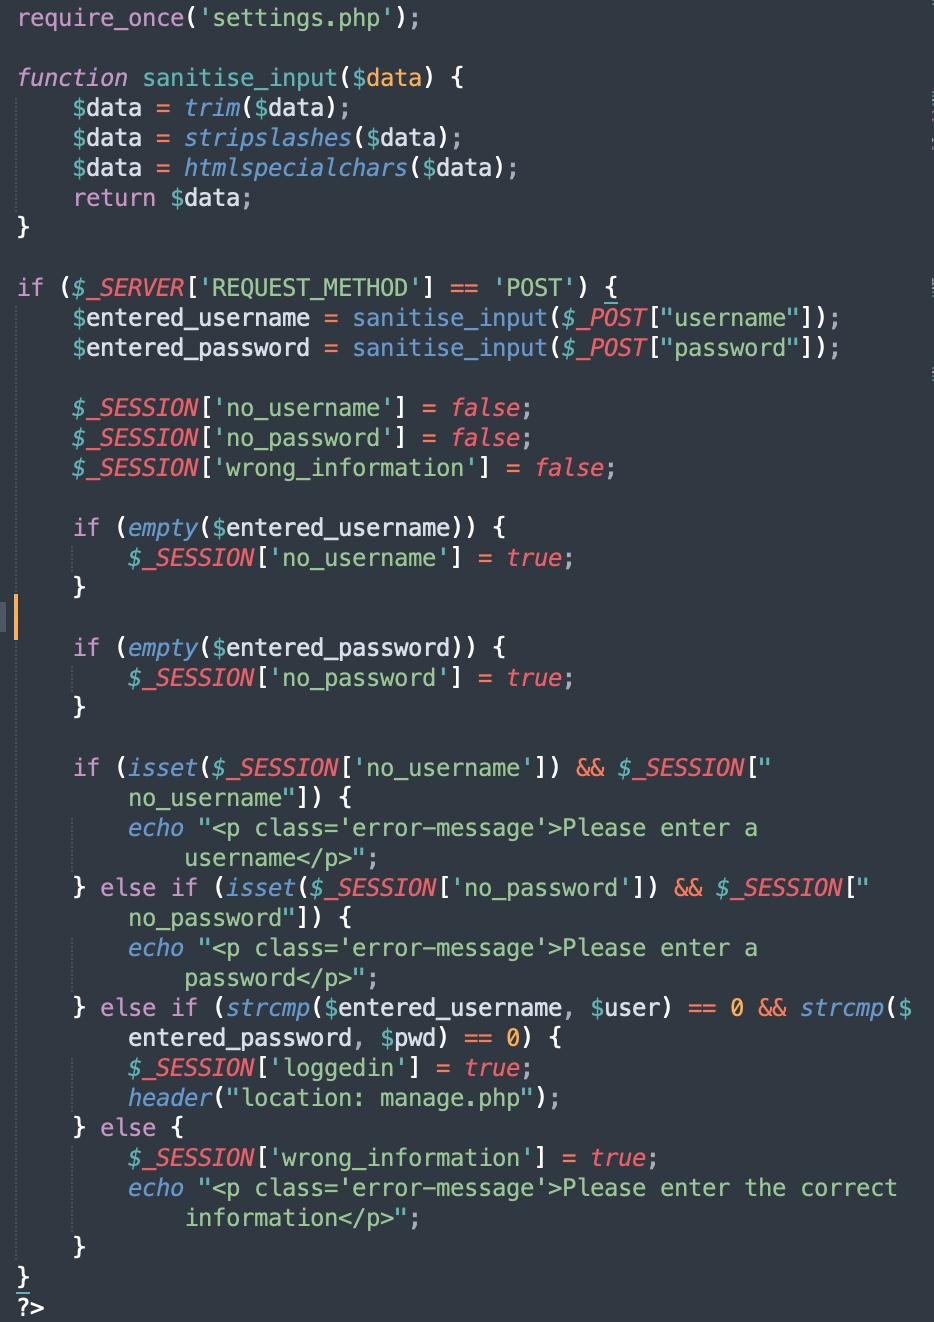 require_once('settings.php');
function sanitise_input($data) {
$data = trim($data);
$data = stripslashes($data);
$data = htmlspecialchars($data);
return $data;
}
if ($_SERVER['REQUEST_METHOD'] == 'POST') {
$entered_username = sanitise_input($_POST["username"]);
$entered_password = sanitise_input($_POST["password"]);
$_SESSION['no_username'] = false;
$_SESSION['no_password'] = false;
$_SESSION['wrong_information'] = false;
if (empty($entered_username)) {
$_SESSION['no_username'] = true;
}
if (empty($entered_password)) {
$_SESSION['no_password'] = true;
}
if (isset($_SESSION['no_username']) && $_SESSION["
no_username"]) {
echo "<p class='error-message'>Please enter a
username</p>";
} else if (isset($_SESSION['no_password']) && $_SESSION["
no_password"]) {
echo "<p class='error-message'>Please enter a
password</p>";
} else if (strcmp($entered_username, $user) == 0 && strcmp($
entered_password, $pwd) == 0) {
$_SESSION['loggedin'] = true;
header("location: manage.php");
} else {
$_SESSION['wrong_information'] = true;
echo "<p class='error-message'>Please enter the correct
information</p>";
}
}
?>